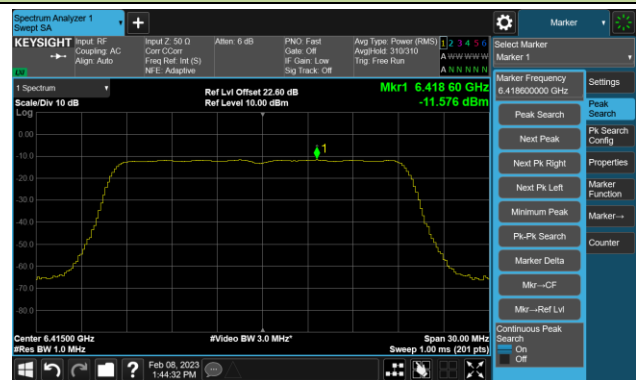 Spectrum Analyzer 1
Swept SA
+
Marker
KEYSIGHT
Input: RF
Coupling: AC
Align: Auto
Input Z: 50 Ω
Corr CCorr
Freq Ref: Int (S)
NFE: Adaptive
Atten: 6 dB
PNO: Fast
Gate: Off
IF Gain: Low
Sig Track: Off
Avg Type: Power (RMS)
Avg|Hold: 310/310
Trig: Free Run
1 2 3 4 5 6
A W W W W W
A N N N N N
LW
Select Marker
Marker 1
1 Spectrum
Scale/Div 10 dB
Log
Ref Lvl Offset 22.60 dB
Ref Level 10.00 dBm
Mkr1 6.418 60 GHz
-11.576 dBm
0.00
-10.0
-20.0
-30.0
-40.0
-50.0
-60.0
-70.0
-80.0
1
Center 6.41500 GHz
#Res BW 1.0 MHz
#Video BW 3.0 MHz*
Span 30.00 MHz
Sweep 1.00 ms (201 pts)
Marker Frequency
6.418600000 GHz
Peak Search
Next Peak
Next Pk Right
Next Pk Left
Minimum Peak
Pk-Pk Search
Marker Delta
Mkr→CF
Mkr→Ref Lvl
Continuous Peak
Search
On
Off
Settings
Peak
Search
Pk Search
Config
Properties
Marker
Function
Marker→
Counter
?
Feb 08, 2023
1:44:32 PM